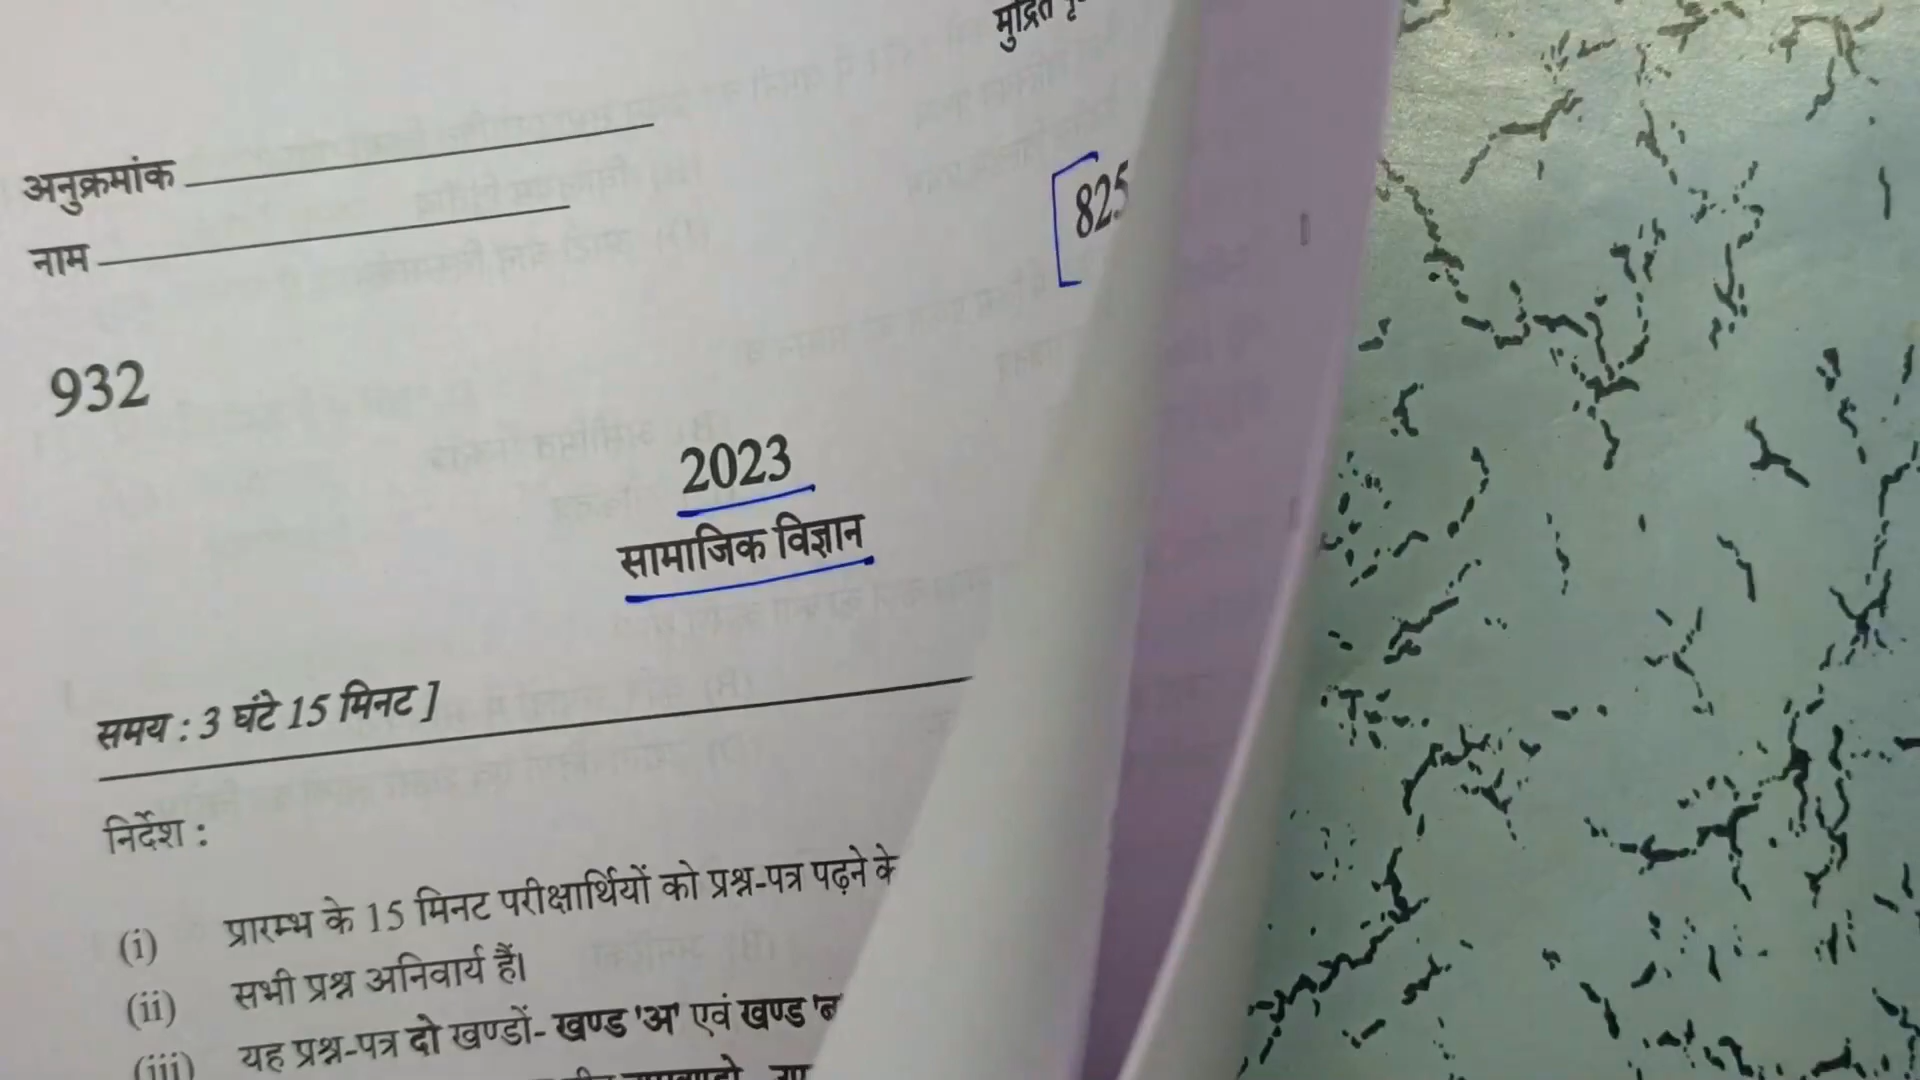 मुद्रित
अनुक्रमांक
नाम
825
932
2023
सामाजिक विज्ञान
समय : 3 घंटे 15 मिनट ]
निर्देश :
(i) प्रारम्भ के 15 मिनट परीक्षार्थियों को प्रश्न-पत्र पढ़ने के
(ii) सभी प्रश्न अनिवार्य हैं।
(iii) यह प्रश्न-पत्र दो खण्डों- खण्ड 'अ' एवं खण्ड 'ब